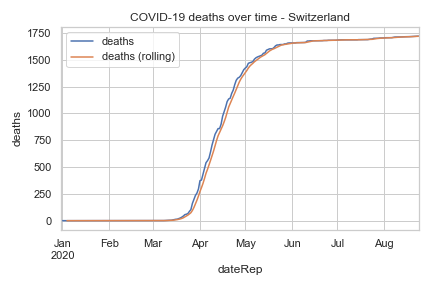 COVID-19 deaths over time - Switzerland
deaths
deaths (rolling)
deaths
1750
1500
1250
1000
750
500
250
0
Jan Feb Mar Apr May Jun Jul Aug
2020
dateRep